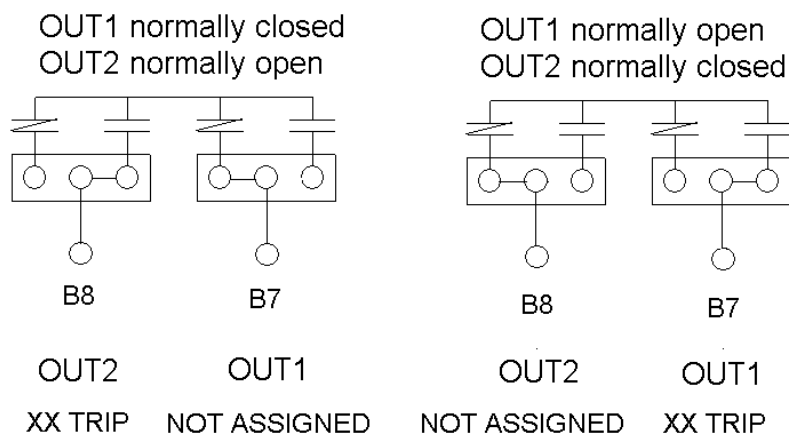 OUT1 normally closed
OUT2 normally open
B8 B7
OUT2 OUT1
XX TRIP NOT ASSIGNED
OUT1 normally open
OUT2 normally closed
B8 B7
OUT2 OUT1
NOT ASSIGNED XX TRIP